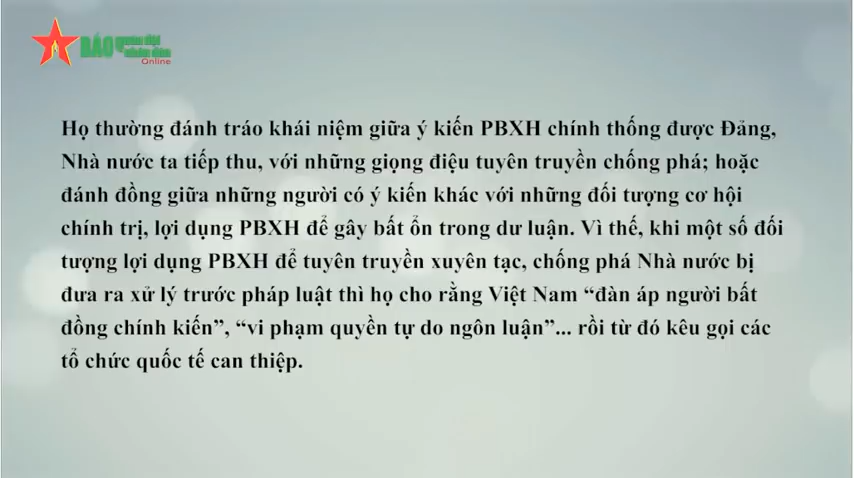 BÁO quân đội
nhân dân
Online
Họ thường đánh tráo khái niệm giữa ý kiến PBXH chính thống được Đảng,
Nhà nước ta tiếp thu, với những giọng điệu tuyên truyền chống phá; hoặc
đánh đồng giữa những người có ý kiến khác với những đối tượng cơ hội
chính trị, lợi dụng PBXH để gây bất ổn trong dư luận. Vì thế, khi một số đối
tượng lợi dụng PBXH để tuyên truyền xuyên tạc, chống phá Nhà nước bị
đưa ra xử lý trước pháp luật thì họ cho rằng Việt Nam “đàn áp người bất
đồng chính kiến”, “vi phạm quyền tự do ngôn luận”... rồi từ đó kêu gọi các
tổ chức quốc tế can thiệp.